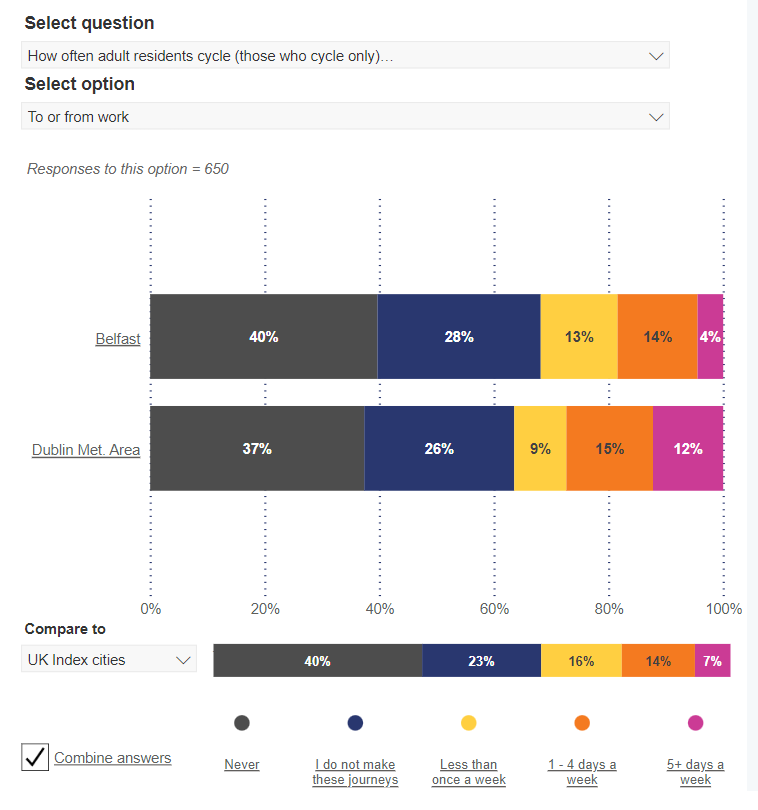 Select question
How often adult residents cycle (those who cycle only)...
Select option
To or from work
Responses to this option = 650
Belfast
40%
28%
13%
14%
4%
Dublin Met. Area
37%
26%
9%
15%
12%
0%
20%
40%
60%
80%
100%
Compare to
UK Index cities
40%
23%
16%
14%
7%
Combine answers
Never
I do not make
these journeys
Less than
once a week
1 - 4 days a
week
5+ days a
week